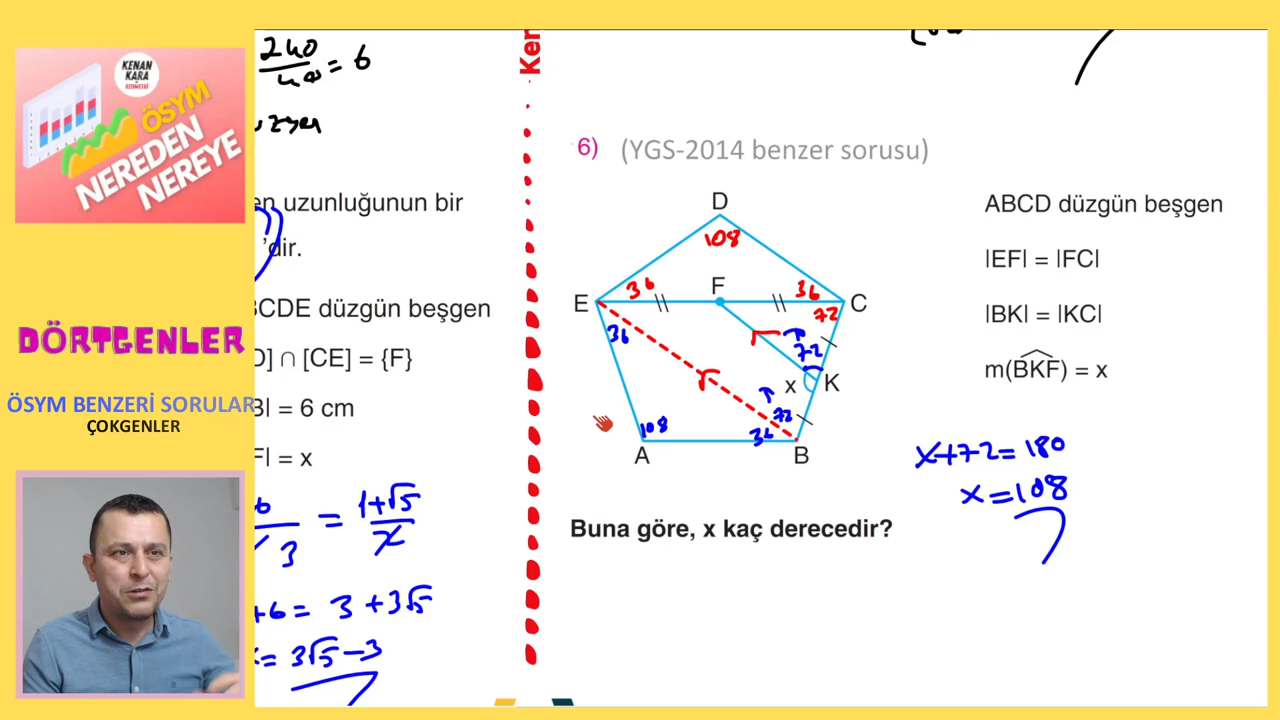 KENAN
KARA
ÖSYM
NEREDEN
NEREYE
DÖRTGENLER
ÖSYM BENZERİ SORULAR
ÇOKGENLER
240
= 6
en uzunluğunun bir
'dir.
BCDE düzgün beşgen
D] ∩ [CE] = {F}
B| = 6 cm
F| = x
6
3
= 1+√5
x
+6 = 3 + 3√5
= 3√5 − 3
Ker
6) (YGS-2014 benzer sorusu)
D
108
E 36 F 36 C
72
36
72
x K
72
108 36
A B
ABCD düzgün beşgen
|EF| = |FC|
|BK| = |KC|
m(BKF) = x
x+72 = 180
x = 108
Buna göre, x kaç derecedir?